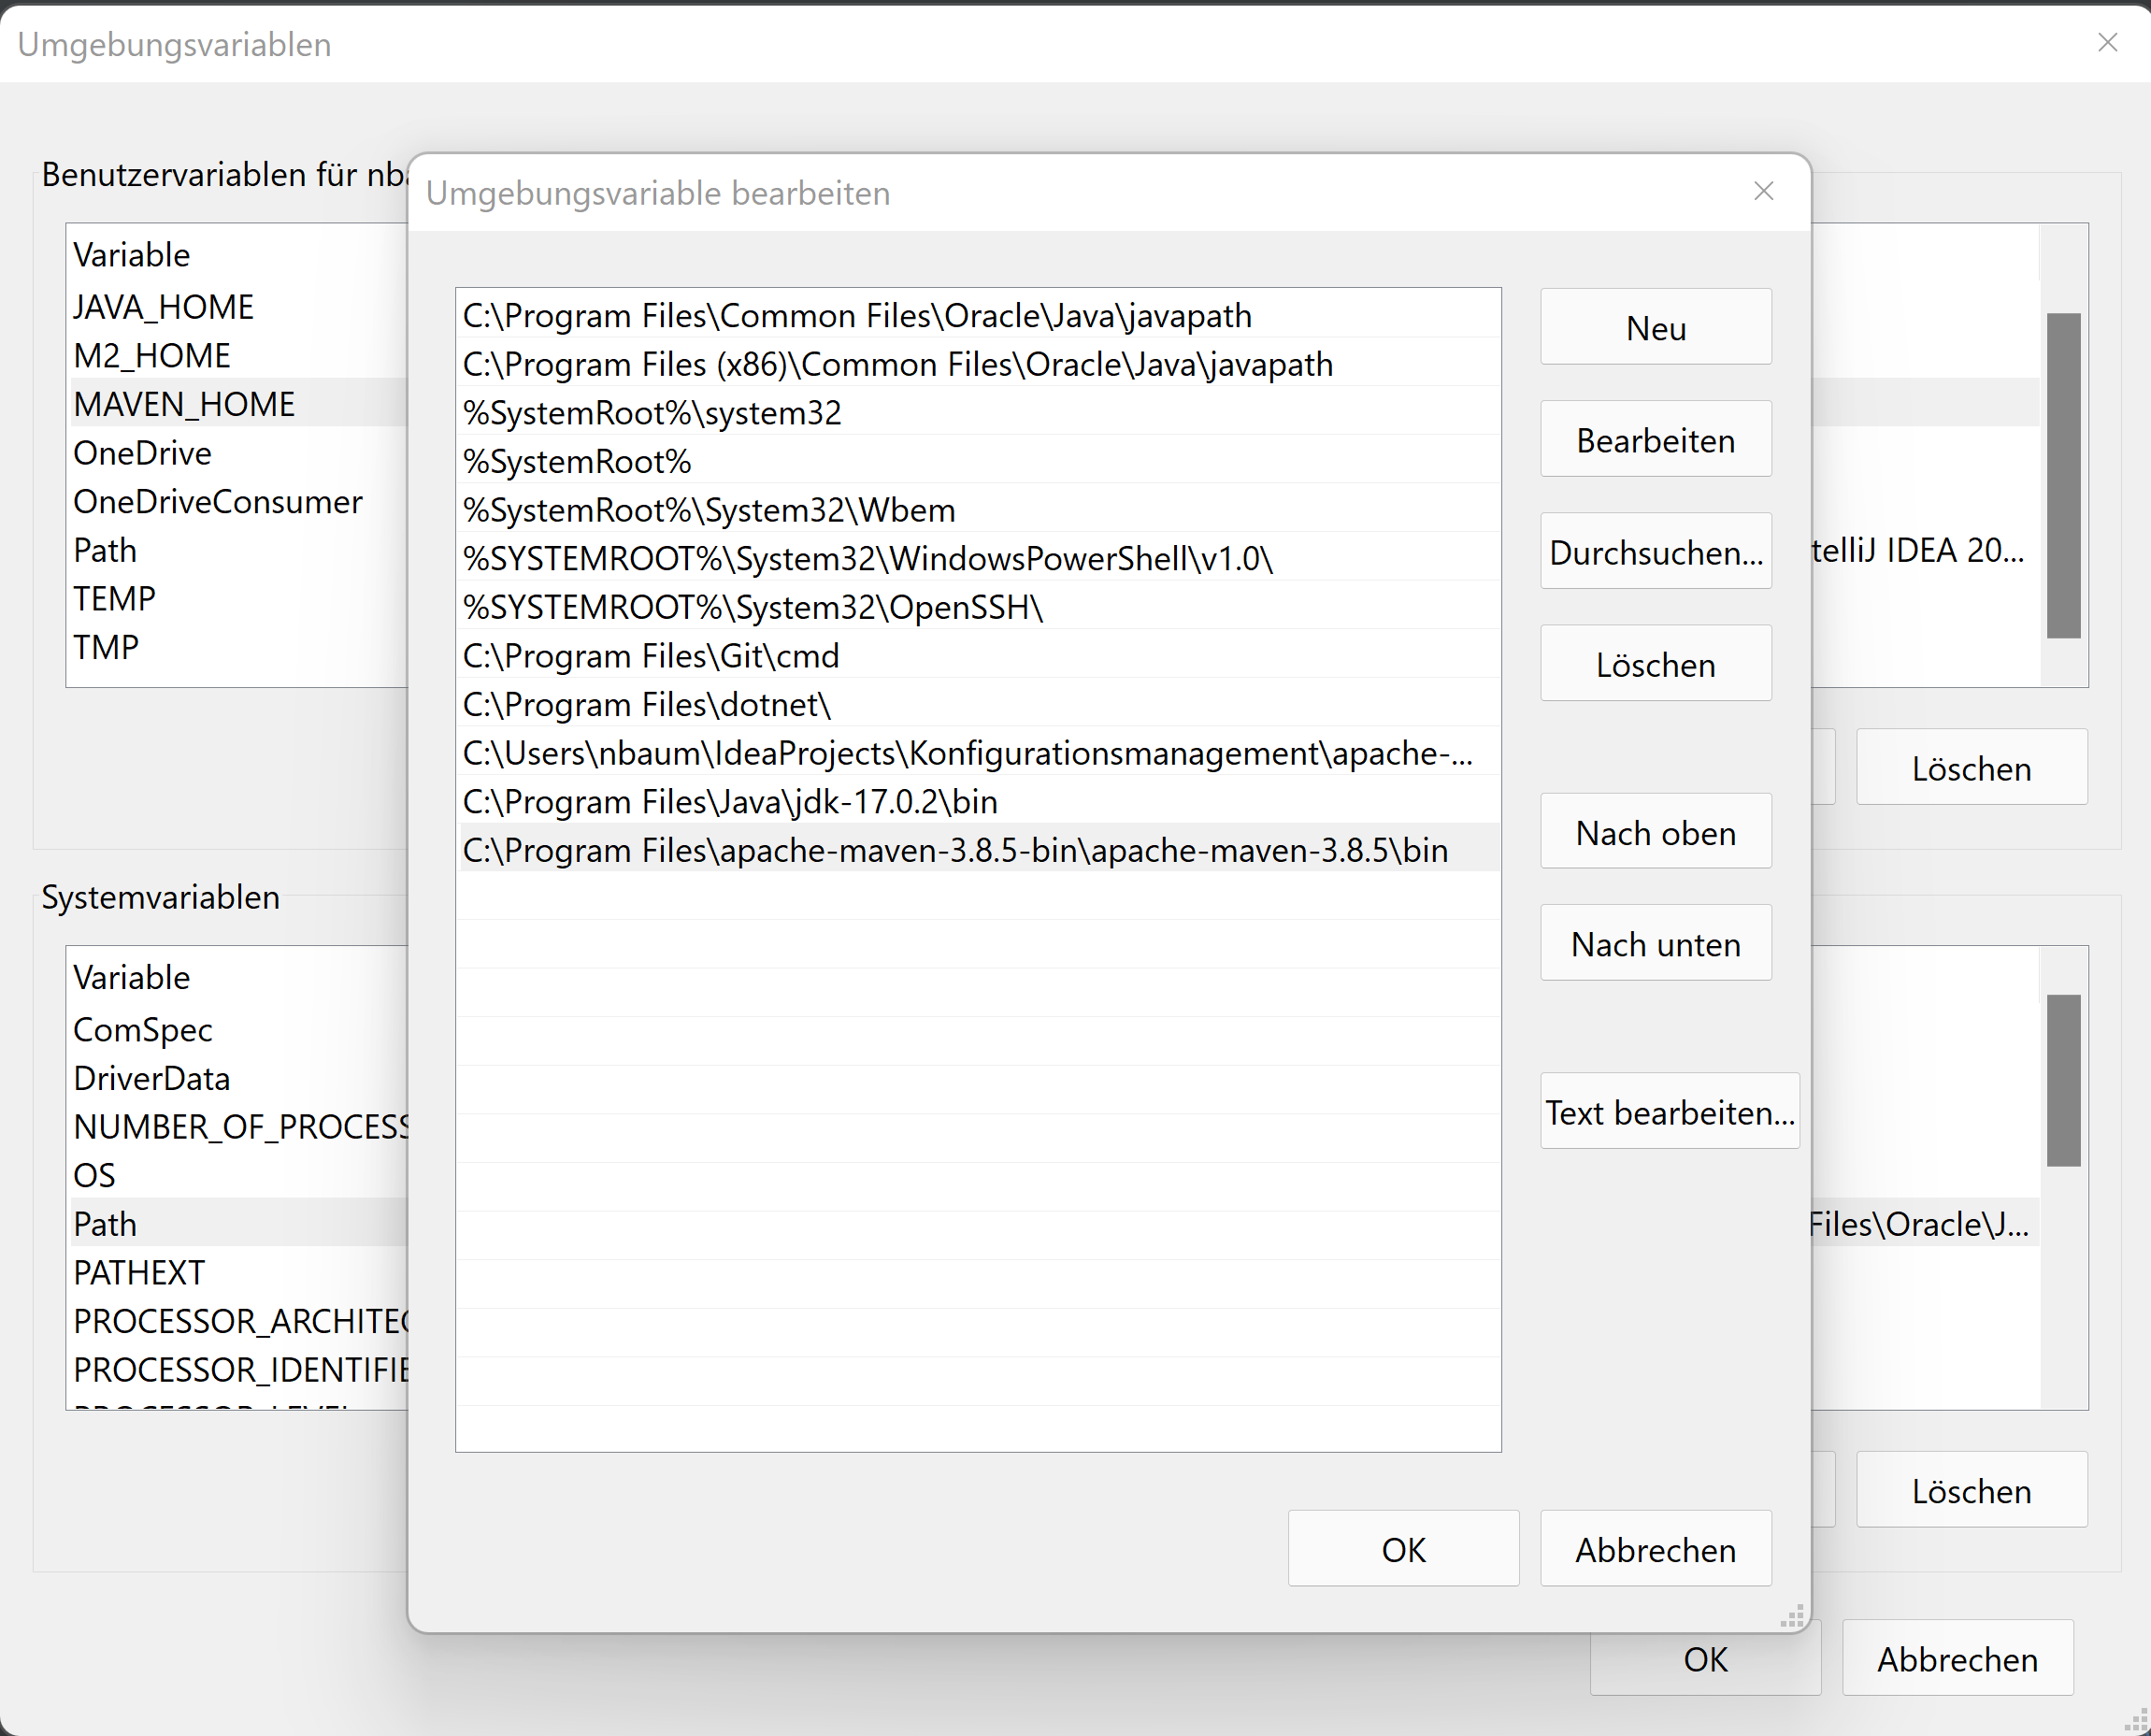 Umgebungsvariablen
Benutzervariablen für nba
Variable
JAVA_HOME
M2_HOME
MAVEN_HOME
OneDrive
OneDriveConsumer
Path
telliJ IDEA 20...
TEMP
TMP
Löschen
Systemvariablen
Variable
ComSpec
DriverData
NUMBER_OF_PROCESS
OS
Path
Files\Oracle\J...
PATHEXT
PROCESSOR_ARCHITEC
PROCESSOR_IDENTIFIE
PROCESSOR_LEVEL
Löschen
OK
Abbrechen
Umgebungsvariable bearbeiten
C:\Program Files\Common Files\Oracle\Java\javapath
C:\Program Files (x86)\Common Files\Oracle\Java\javapath
%SystemRoot%\system32
%SystemRoot%
%SystemRoot%\System32\Wbem
%SYSTEMROOT%\System32\WindowsPowerShell\v1.0\
%SYSTEMROOT%\System32\OpenSSH\
C:\Program Files\Git\cmd
C:\Program Files\dotnet\
C:\Users\nbaum\IdeaProjects\Konfigurationsmanagement\apache-...
C:\Program Files\Java\jdk-17.0.2\bin
C:\Program Files\apache-maven-3.8.5-bin\apache-maven-3.8.5\bin
Neu
Bearbeiten
Durchsuchen...
Löschen
Nach oben
Nach unten
Text bearbeiten...
OK
Abbrechen